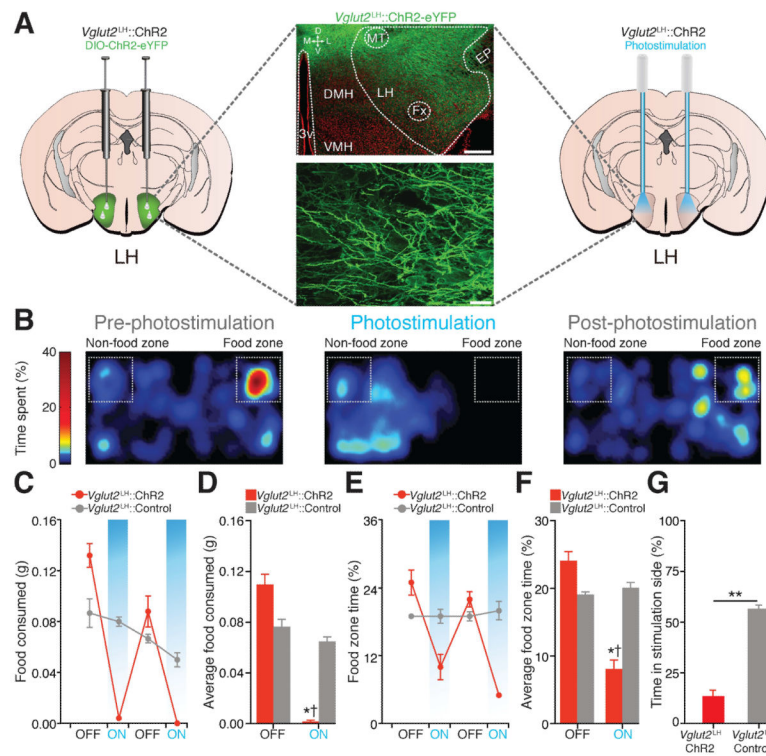 A
Vglut2LH::ChR2
DIO-ChR2-eYFP
LH
Vglut2LH::ChR2-eYFP
D
M L
V
MT
EP
DMH
LH
Fx
3v
VMH
Vglut2LH::ChR2
Photostimulation
LH
B
Pre-photostimulation
Photostimulation
Post-photostimulation
Non-food zone
Food zone
Non-food zone
Food zone
Non-food zone
Food zone
Time spent (%)
40
20
0
C
Vglut2LH::ChR2
Vglut2LH::Control
Food consumed (g)
0.16
0.12
0.08
0.04
0.00
OFF ON OFF ON
D
Vglut2LH::ChR2
Vglut2LH::Control
Average food consumed (g)
0.16
0.12
0.08
0.04
0.00
*†
OFF ON
E
Vglut2LH::ChR2
Vglut2LH::Control
Food zone time (%)
36
24
12
0
OFF ON OFF ON
F
Vglut2LH::ChR2
Vglut2LH::Control
Average food zone time (%)
30
20
10
0
*†
OFF ON
G
Time in stimulation side (%)
100
75
50
25
0
**
Vglut2LH
ChR2
Vglut2L
Control